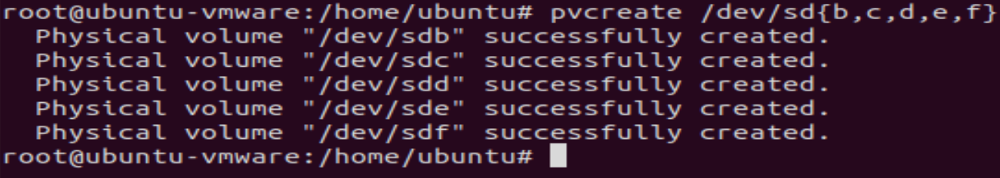 root@ubuntu-vmware:/home/ubuntu# pvcreate /dev/sd{b,c,d,e,f}
  Physical volume "/dev/sdb" successfully created.
  Physical volume "/dev/sdc" successfully created.
  Physical volume "/dev/sdd" successfully created.
  Physical volume "/dev/sde" successfully created.
  Physical volume "/dev/sdf" successfully created.
root@ubuntu-vmware:/home/ubuntu#